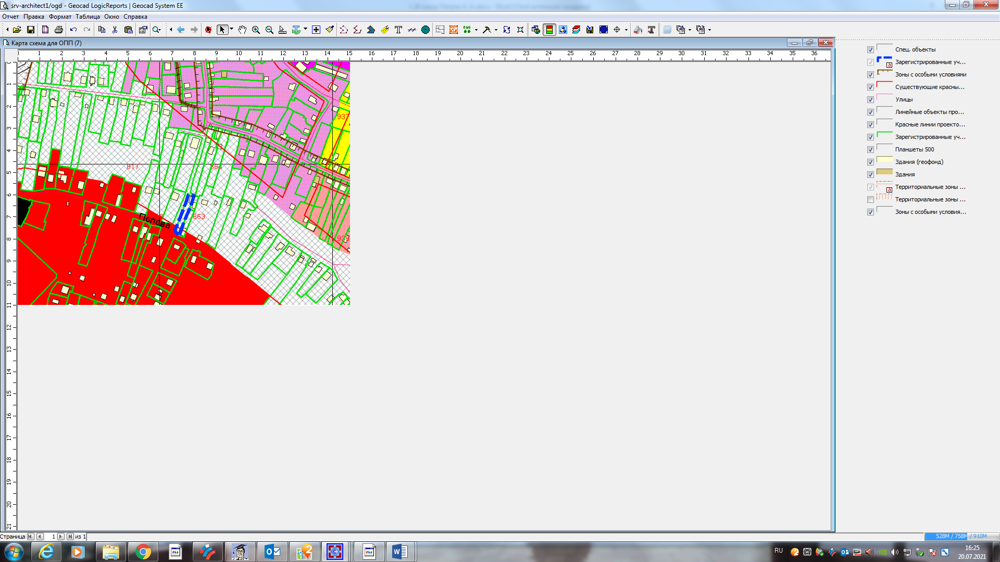 srv-architect1/ogd - Geocad LogicReports | Geocad System EE
Отчет Правка Формат Таблица Окно Справка
Карта схема для ОПП (7)
0 1 2 3 4 5 6 7 8 9 10 11 12 13 14 15 16 17 18 19 20 21 22 23 24 25 26 27 28 29 30 31 32 33 34 35 36
0
1
2
3
4
5
6
7
8
9
10
11
12
13
14
15
16
17
18
19
20
21
937
817
864
863
Попова
938
Спец. объекты
Зарегистрированные уч...
Зоны с особыми условиями
Существующие красны...
Улицы
Линейные объекты про...
Красные линии проекто...
Зарегистрированные уч...
Планшеты 500
Здания (геофонд)
Здания
Территориальные зоны ...
Территориальные зоны ...
Зоны с особыми условия...
Страница 1 из 1
528M / 758M / 910M
RU
16:25
20.07.2021